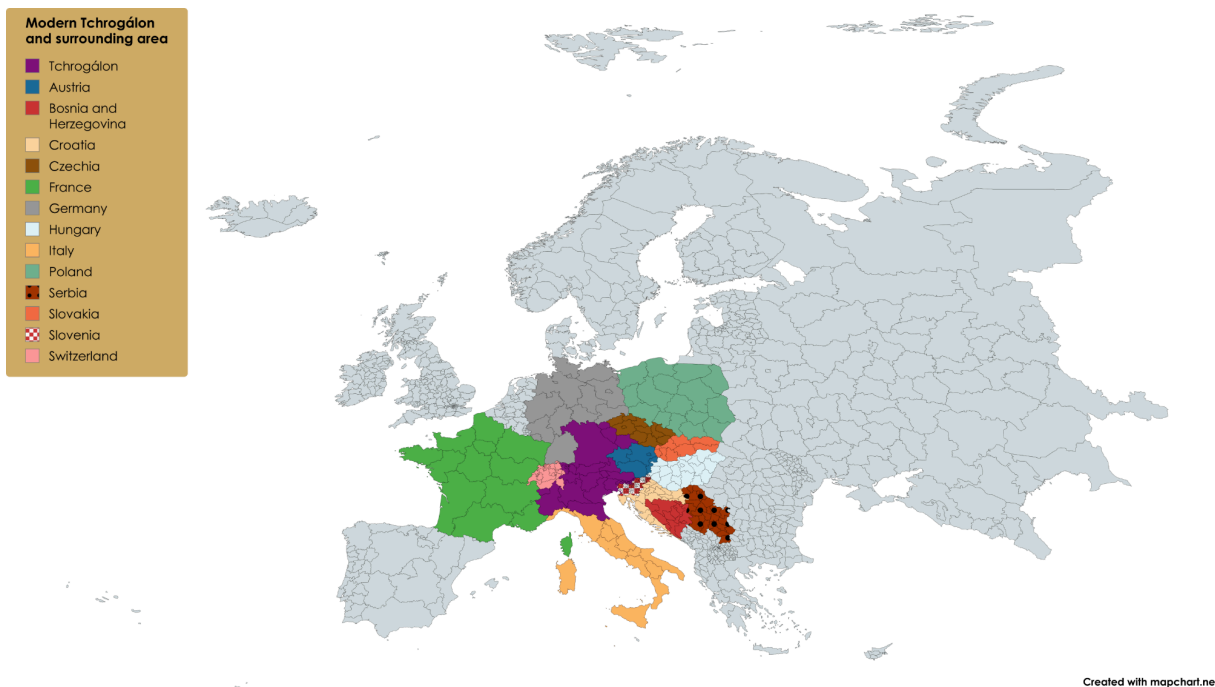 Modern Tchrogálon
and surrounding area
Tchrogálon
Austria
Bosnia and
Herzegovina
Croatia
Czechia
France
Germany
Hungary
Italy
Poland
Serbia
Slovakia
Slovenia
Switzerland
Created with mapchart.ne